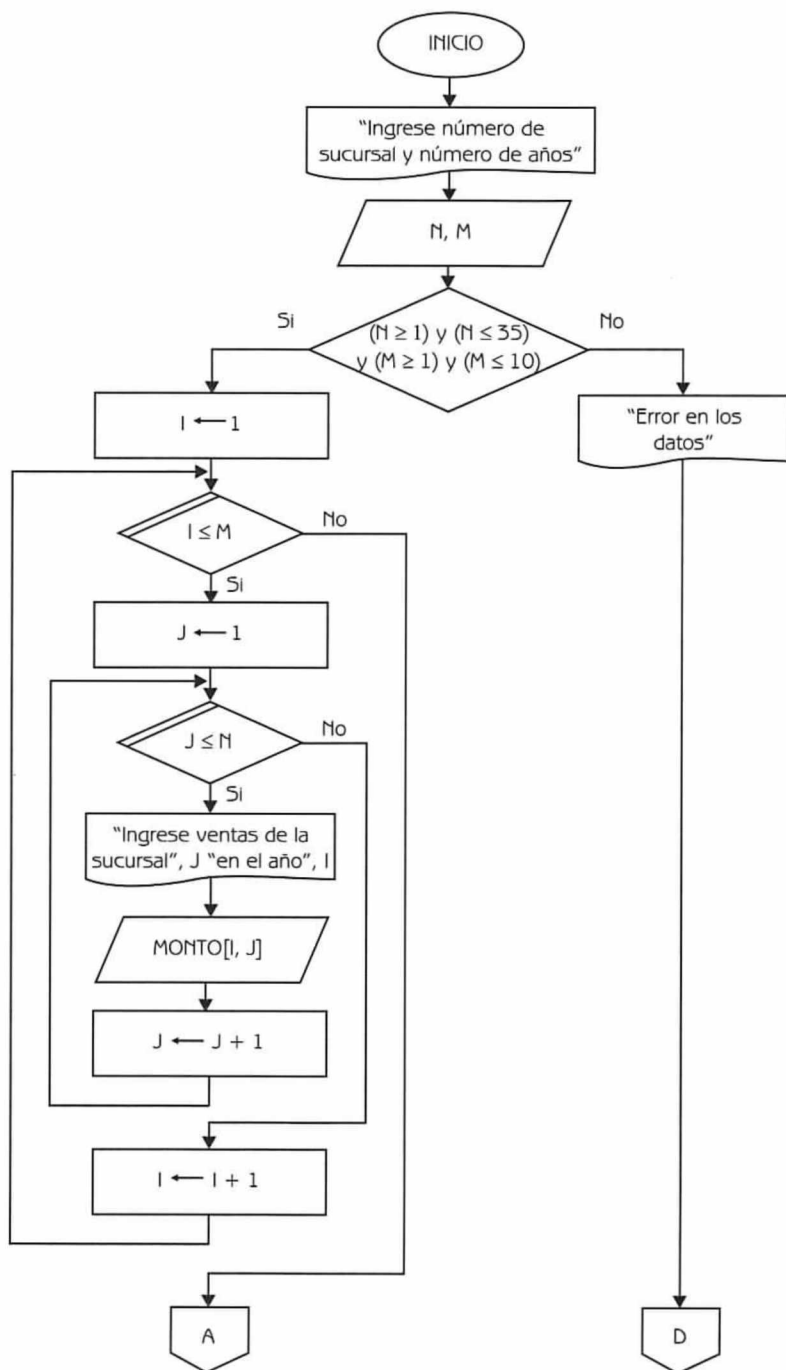 INICIO
“Ingrese número de
sucursal y número de años”
N, M
Si
(N ≥ 1) y (N ≤ 35)
y (M ≥ 1) y (M ≤ 10)
No
I ← 1
“Error en los
datos”
I ≤ M
No
Si
J ← 1
J ≤ N
No
Si
“Ingrese ventas de la
sucursal”, J “en el año”, I
MONTO[I, J]
J ← J + 1
I ← I + 1
A
D